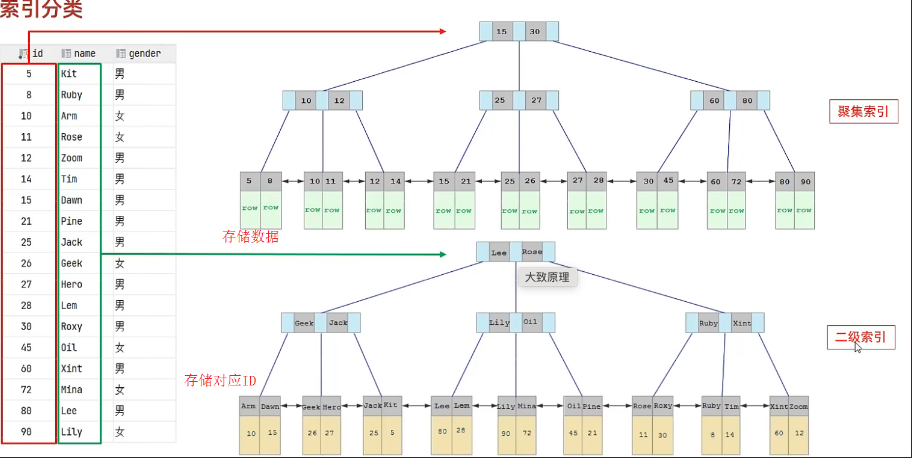 索引分类
id name gender
5 Kit 男
8 Ruby 男
10 Arm 女
11 Rose 女
12 Zoom 男
14 Tim 男
15 Dawn 男
21 Pine 男
25 Jack 男
26 Geek 女
27 Hero 男
28 Lem 男
30 Roxy 男
45 Oil 女
60 Xint 男
72 Mina 女
80 Lee 男
90 Lily 女
15 30
10 12 25 27 60 80
聚集索引
5 8 10 11 12 14 15 21 25 26 27 28 30 45 60 72 80 90
row row row row row row row row row row row row row row row row row row
存储数据
Lee Rose
大致原理
Geek Jack Lily Oil Ruby Xint
二级索引
存储对应ID
Arm Dawn Geek Hero Jack Kit Lee Lem Lily Mina Oil Pine Rose Roxy Ruby Tim Xint Zoom
10 15 26 27 25 5 80 28 90 72 45 21 11 30 8 14 60 12